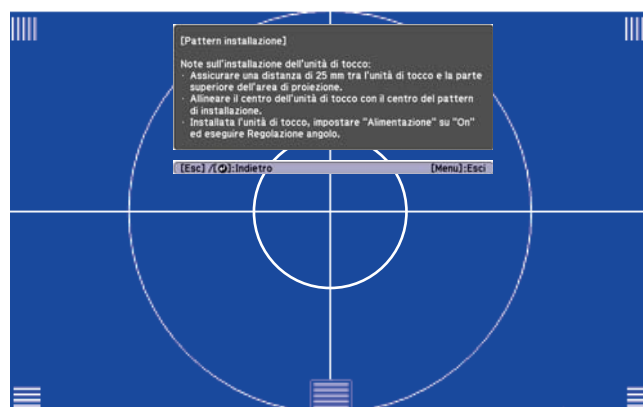 [Pattern installazione]
Note sull'installazione dell'unità di tocco:
· Assicurare una distanza di 25 mm tra l'unità di tocco e la parte
superiore dell'area di proiezione.
· Allineare il centro dell'unità di tocco con il centro del pattern
di installazione.
· Installata l'unità di tocco, impostare "Alimentazione" su "On"
ed eseguire Regolazione angolo.
[Esc] /[⮐]:Indietro [Menu]:Esci